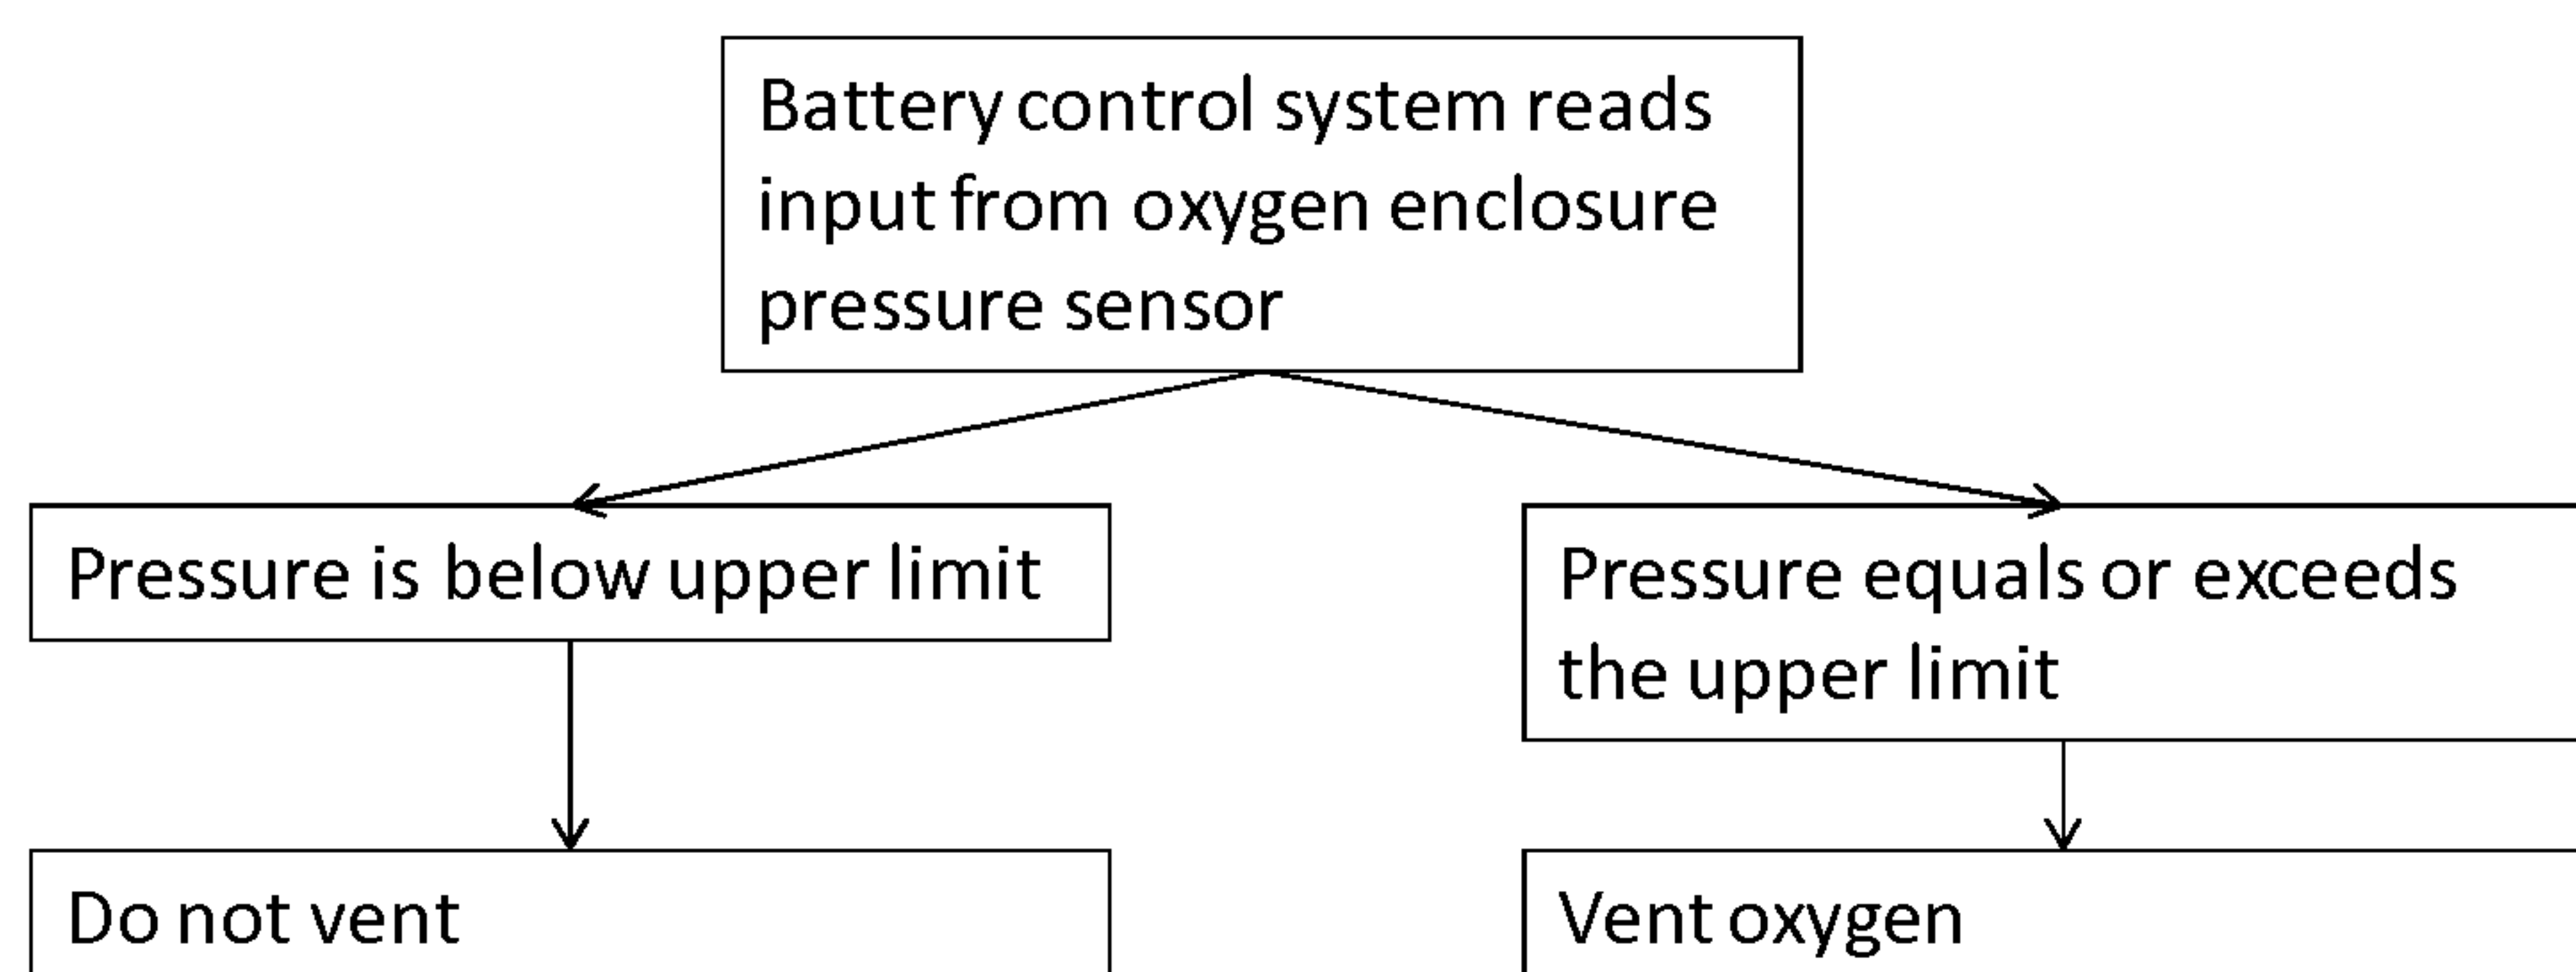 Battery control system reads
input from oxygen enclosure
pressure sensor
Pressure is below upper limit
Pressure equals or exceeds
the upper limit
Do not vent
Vent oxygen